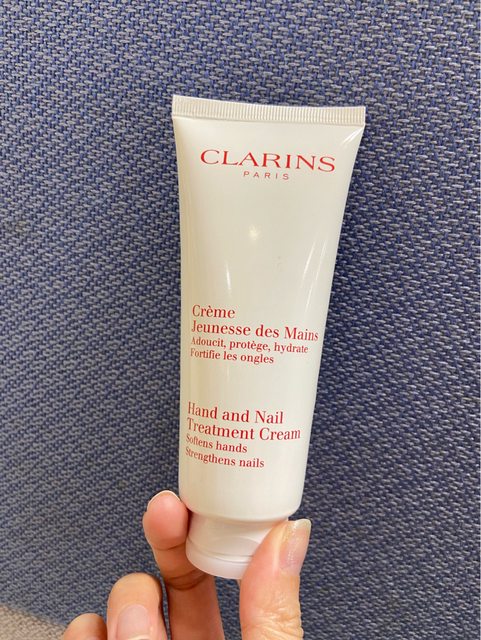 CLARINS
PARIS
Crème
Jeunesse des Mains
Adoucit, protège, hydrate
Fortifie les ongles
Hand and Nail
Treatment Cream
Softens hands
Strengthens nails